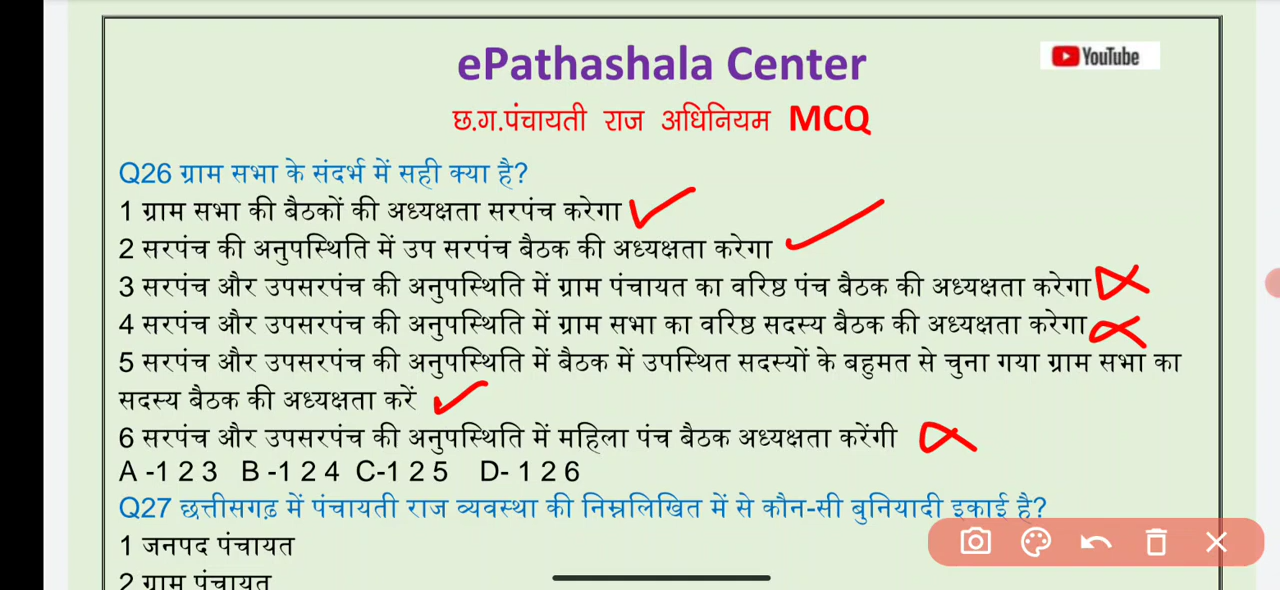 ePathashala Center
YouTube
छ.ग.पंचायती राज अधिनियम MCQ
Q26 ग्राम सभा के संदर्भ में सही क्या है?
1 ग्राम सभा की बैठकों की अध्यक्षता सरपंच करेगा
2 सरपंच की अनुपस्थिति में उप सरपंच बैठक की अध्यक्षता करेगा
3 सरपंच और उपसरपंच की अनुपस्थिति में ग्राम पंचायत का वरिष्ठ पंच बैठक की अध्यक्षता करेगा
4 सरपंच और उपसरपंच की अनुपस्थिति में ग्राम सभा का वरिष्ठ सदस्य बैठक की अध्यक्षता करेगा
5 सरपंच और उपसरपंच की अनुपस्थिति में बैठक में उपस्थित सदस्यों के बहुमत से चुना गया ग्राम सभा का
सदस्य बैठक की अध्यक्षता करें
6 सरपंच और उपसरपंच की अनुपस्थिति में महिला पंच बैठक अध्यक्षता करेंगी
A -1 2 3 B -1 2 4 C-1 2 5 D- 1 2 6
Q27 छत्तीसगढ़ में पंचायती राज व्यवस्था की निम्नलिखित में से कौन-सी बुनियादी इकाई है?
1 जनपद पंचायत
2 ग्राम पंचायत